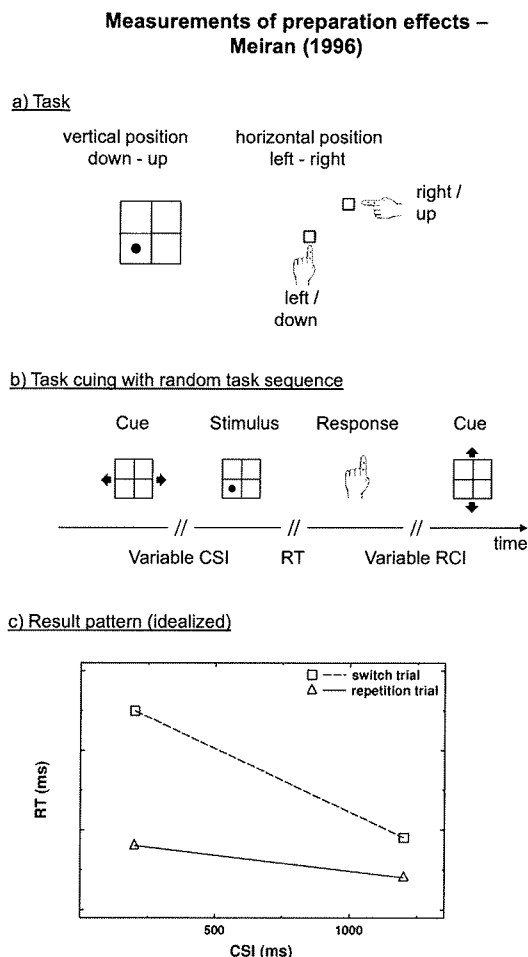 Measurements of preparation effects –
Meiran (1996)
a) Task
vertical position
down - up
horizontal position
left - right
right /
up
left /
down
b) Task cuing with random task sequence
Cue Stimulus Response Cue
time
Variable CSI RT Variable RCI
c) Result pattern (idealized)
switch trial
repetition trial
RT (ms)
500 1000
CSI (ms)